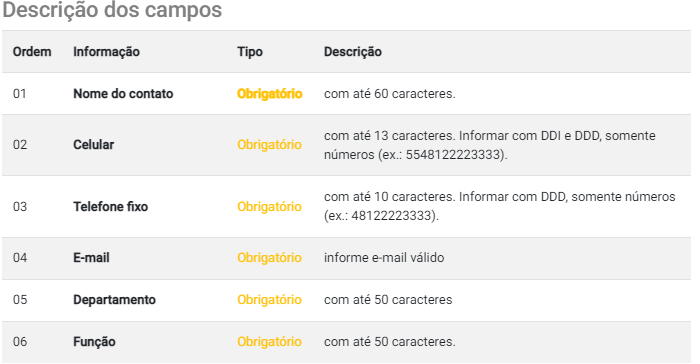 Descrição dos campos
Ordem Informação Tipo Descrição
01 Nome do contato Obrigatório com até 60 caracteres.
02 Celular Obrigatório com até 13 caracteres. Informar com DDI e DDD, somente
números (ex.: 5548122223333).
03 Telefone fixo Obrigatório com até 10 caracteres. Informar com DDD, somente números
(ex.: 48122223333).
04 E-mail Obrigatório informe e-mail válido
05 Departamento Obrigatório com até 50 caracteres
06 Função Obrigatório com até 50 caracteres.